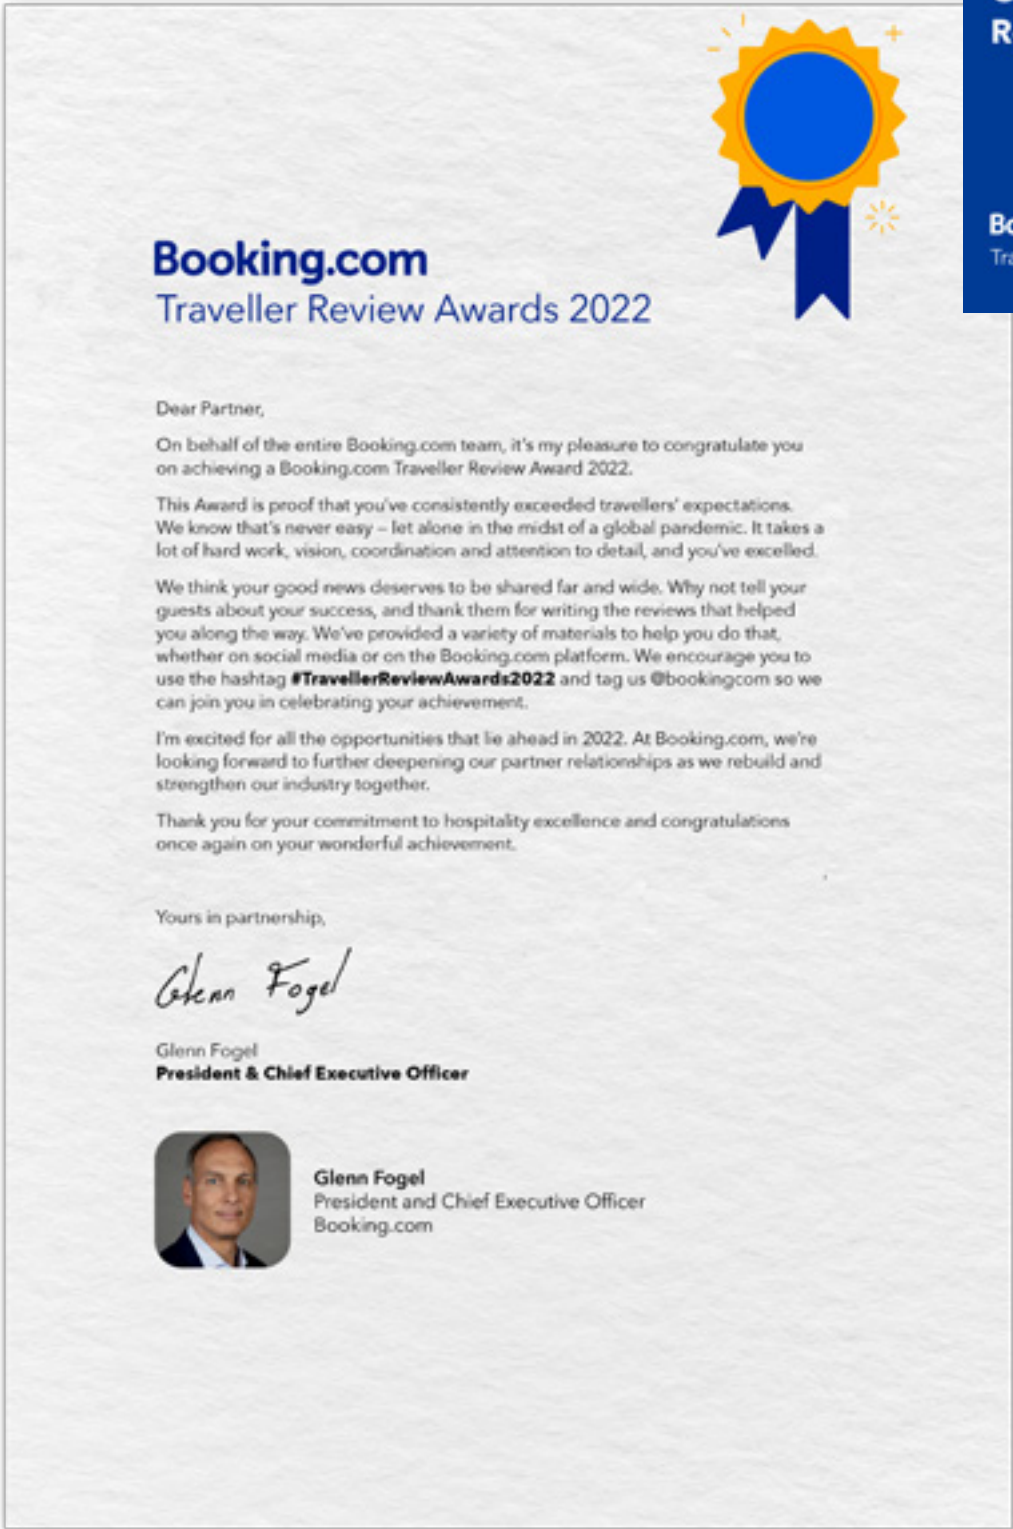 Booking.com
Traveller Review Awards 2022
Dear Partner,
On behalf of the entire Booking.com team, it's my pleasure to congratulate you
on achieving a Booking.com Traveller Review Award 2022.
This Award is proof that you've consistently exceeded travellers' expectations.
We know that's never easy – let alone in the midst of a global pandemic. It takes a
lot of hard work, vision, coordination and attention to detail, and you've excelled.
We think your good news deserves to be shared far and wide. Why not tell your
guests about your success, and thank them for writing the reviews that helped
you along the way. We've provided a variety of materials to help you do that,
whether on social media or on the Booking.com platform. We encourage you to
use the hashtag #TravellerReviewAwards2022 and tag us @bookingcom so we
can join you in celebrating your achievement.
I'm excited for all the opportunities that lie ahead in 2022. At Booking.com, we're
looking forward to further deepening our partner relationships as we rebuild and
strengthen our industry together.
Thank you for your commitment to hospitality excellence and congratulations
once again on your wonderful achievement.
Yours in partnership,
Glenn Fogel
Glenn Fogel
President & Chief Executive Officer
Glenn Fogel
President and Chief Executive Officer
Booking.com
R
Bo
Tra